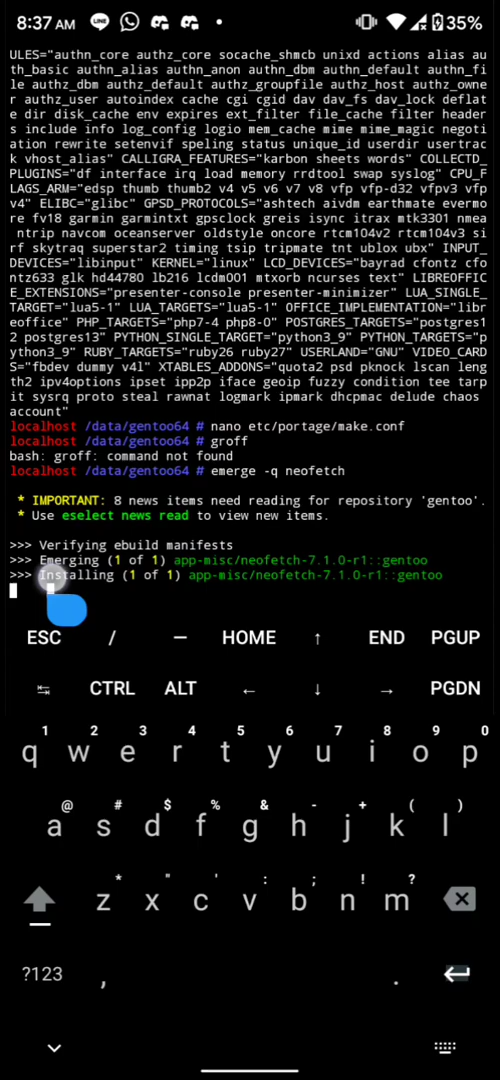 8:37 AM LINE • 35%
ULES="authn_core authz_core socache_shmcb unixd actions alias au
th_basic authn_alias authn_anon authn_dbm authn_default authn_fi
le authz_dbm authz_default authz_groupfile authz_host authz_owne
r authz_user autoindex cache cgi cgid dav dav_fs dav_lock deflat
e dir disk_cache env expires ext_filter file_cache filter header
s include info log_config logio mem_cache mime mime_magic negoti
ation rewrite setenvif speling status unique_id userdir usertrac
k vhost_alias" CALLIGRA_FEATURES="karbon sheets words" COLLECTD_
PLUGINS="df interface irq load memory rrdtool swap syslog" CPU_F
LAGS_ARM="edsp thumb thumb2 v4 v5 v6 v7 v8 vfp vfp-d32 vfpv3 vfp
v4" ELIBC="glibc" GPSD_PROTOCOLS="ashtech aivdm earthmate evermo
re fv18 garmin garmintxt gpsclock greis isync itrax mtk3301 nmea
 ntrip navcom oceanserver oldstyle oncore rtcm104v2 rtcm104v3 si
rf skytraq superstar2 timing tsip tripmate tnt ublox ubx" INPUT_
DEVICES="libinput" KERNEL="linux" LCD_DEVICES="bayrad cfontz cfo
ntz633 glk hd44780 lb216 lcdm001 mtxorb ncurses text" LIBREOFFIC
E_EXTENSIONS="presenter-console presenter-minimizer" LUA_SINGLE_
TARGET="lua5-1" LUA_TARGETS="lua5-1" OFFICE_IMPLEMENTATION="libr
eoffice" PHP_TARGETS="php7-4 php8-0" POSTGRES_TARGETS="postgres1
2 postgres13" PYTHON_SINGLE_TARGET="python3_9" PYTHON_TARGETS="p
ython3_9" RUBY_TARGETS="ruby26 ruby27" USERLAND="GNU" VIDEO_CARD
S="fbdev dummy v4l" XTABLES_ADDONS="quota2 psd pknock lscan leng
th2 ipv4options ipset ipp2p iface geoip fuzzy condition tee tarp
it sysrq proto steal rawnat logmark ipmark dhcpmac delude chaos
account"
localhost /data/gentoo64 # nano etc/portage/make.conf
localhost /data/gentoo64 # groff
bash: groff: command not found
localhost /data/gentoo64 # emerge -q neofetch
 * IMPORTANT: 8 news items need reading for repository 'gentoo'.
 * Use eselect news read to view new items.
>>> Verifying ebuild manifests
>>> Emerging (1 of 1) app-misc/neofetch-7.1.0-r1::gentoo
>>> Installing (1 of 1) app-misc/neofetch-7.1.0-r1::gentoo
ESC / — HOME ↑ END PGUP
↹ CTRL ALT ← ↓ → PGDN
1 2 3 4 5 6 7 8 9 0
q w e r t y u i o p
@ # $ % & - + ( )
a s d f g h j k l
* " ' : ; ! ?
z x c v b n m
?123 , .